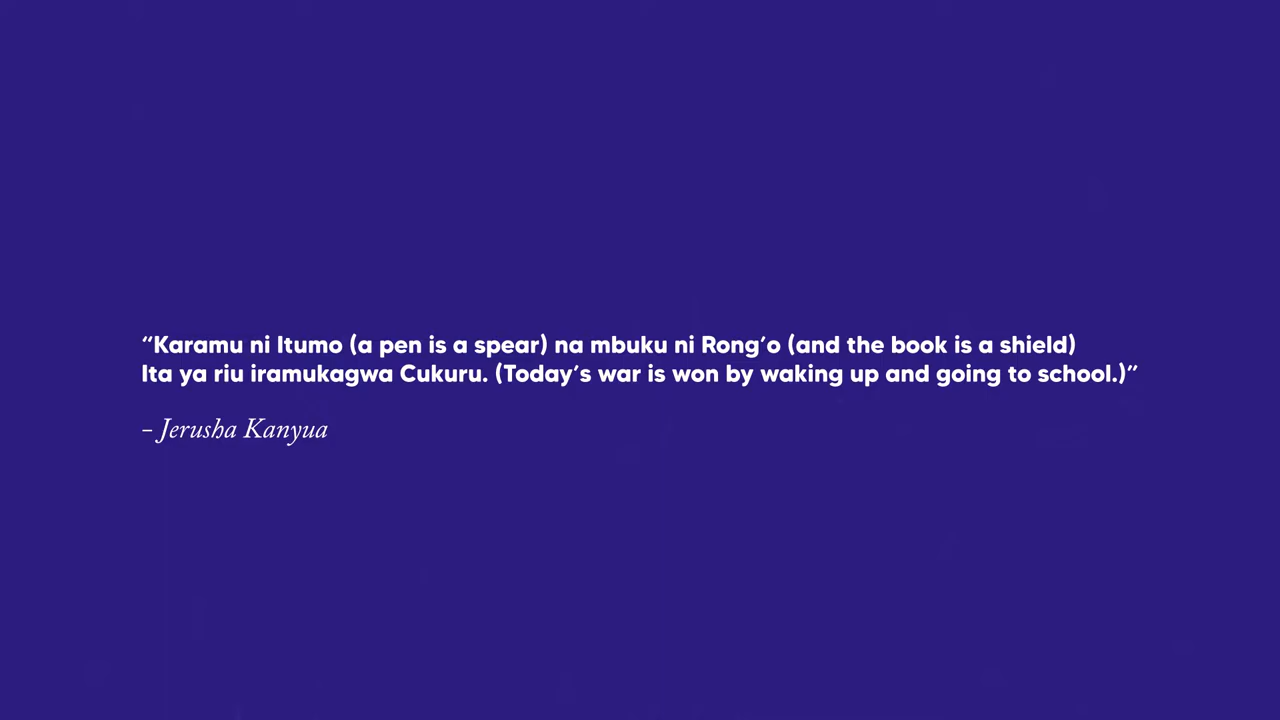 “Karamu ni Itumo (a pen is a spear) na mbuku ni Rong’o (and the book is a shield)
Ita ya riu iramukagwa Cukuru. (Today’s war is won by waking up and going to school.)”
– Jerusha Kanyua